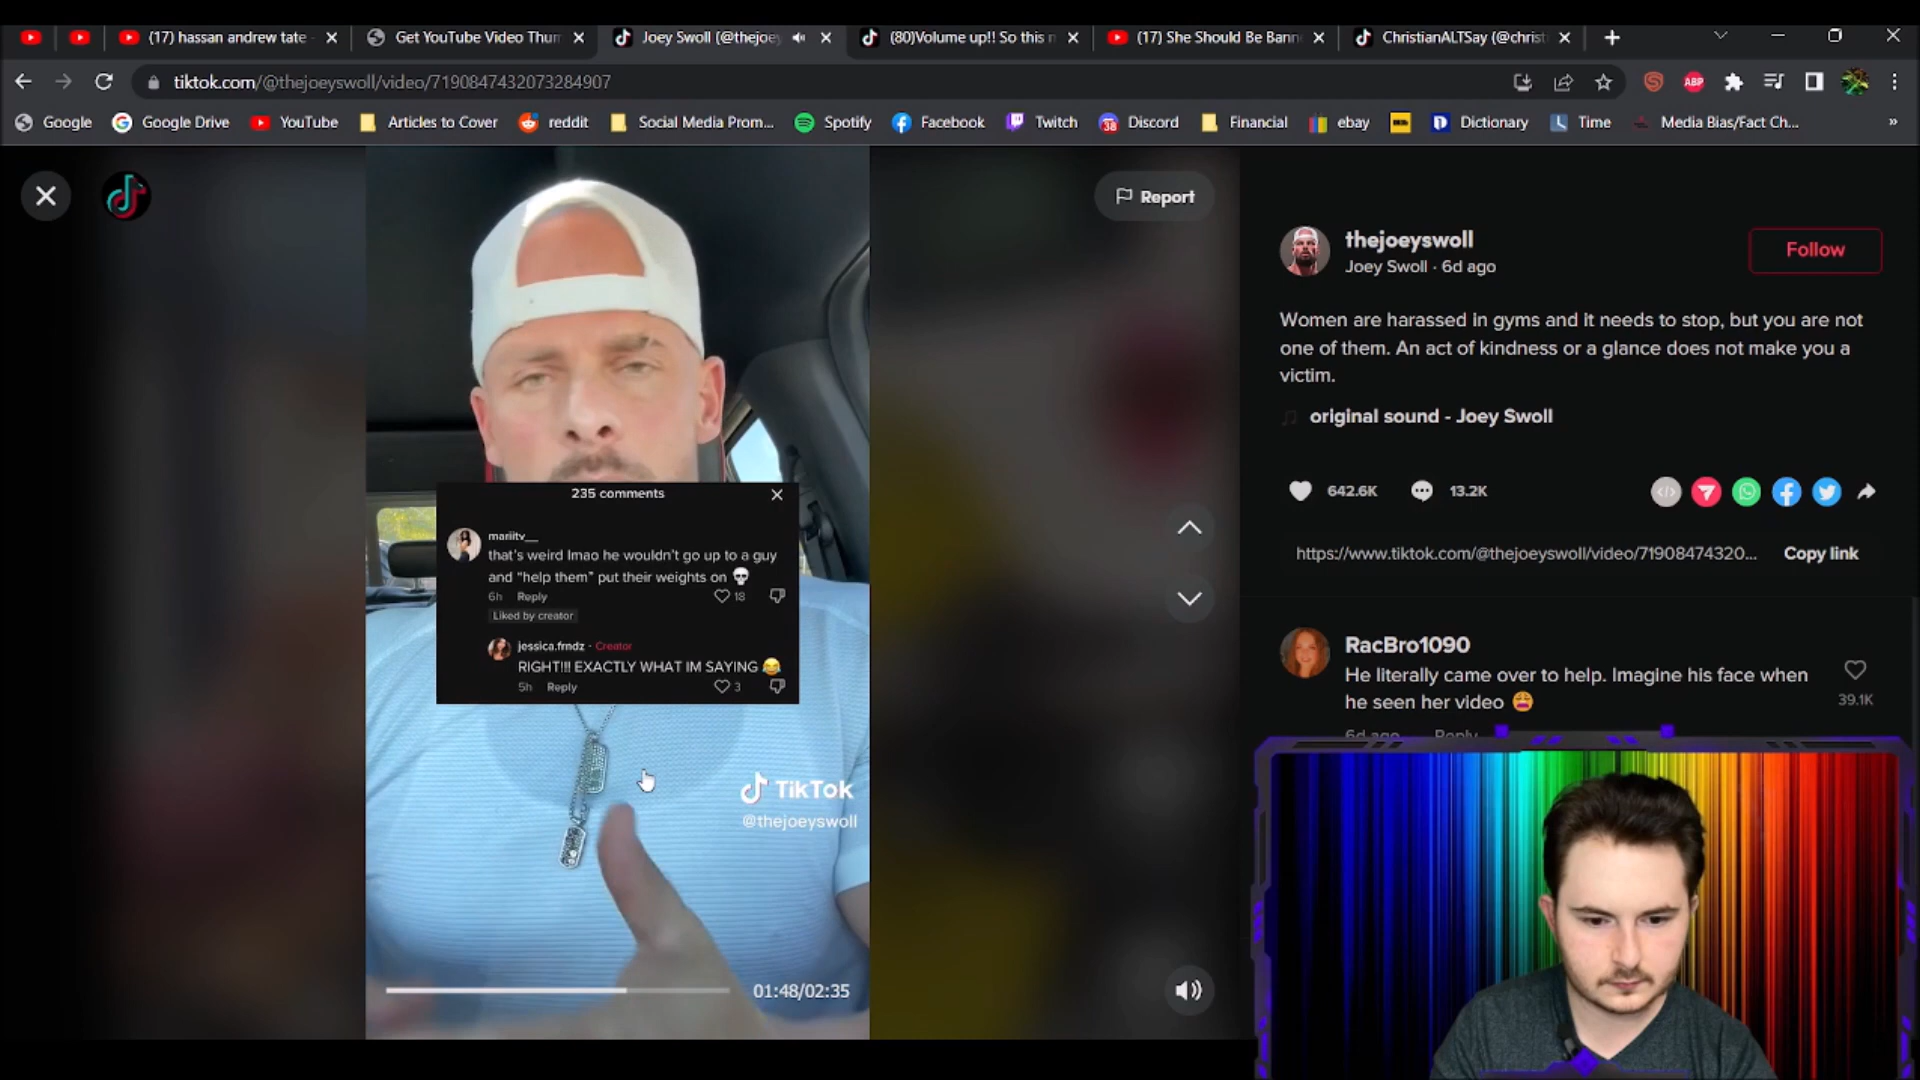 (17) hassan andrew tate -
Get YouTube Video Thum
Joey Swoll (@thejoey
(80)Volume up!! So this n
(17) She Should Be Bann
ChristianALTSay (@christ
tiktok.com/@thejoeyswoll/video/7190847432073284907
ABP
Google
Google Drive
YouTube
Articles to Cover
reddit
Social Media Prom...
Spotify
Facebook
Twitch
38
Discord
Financial
ebay
Dictionary
Time
Media Bias/Fact Ch...
»
Report
thejoeyswoll
Joey Swoll · 6d ago
Follow
Women are harassed in gyms and it needs to stop, but you are not
one of them. An act of kindness or a glance does not make you a
victim.
original sound - Joey Swoll
642.6K
13.2K
https://www.tiktok.com/@thejoeyswoll/video/71908474320...
Copy link
235 comments
mariitv__
that's weird lmao he wouldn't go up to a guy
and “help them” put their weights on 💀
6h Reply
18
Liked by creator
jessica.frndz · Creator
RIGHT!!! EXACTLY WHAT IM SAYING 😂
5h Reply
3
TikTok
@thejoeyswoll
01:48/02:35
RacBro1090
He literally came over to help. Imagine his face when
he seen her video 😩
39.1K
6d ago Reply